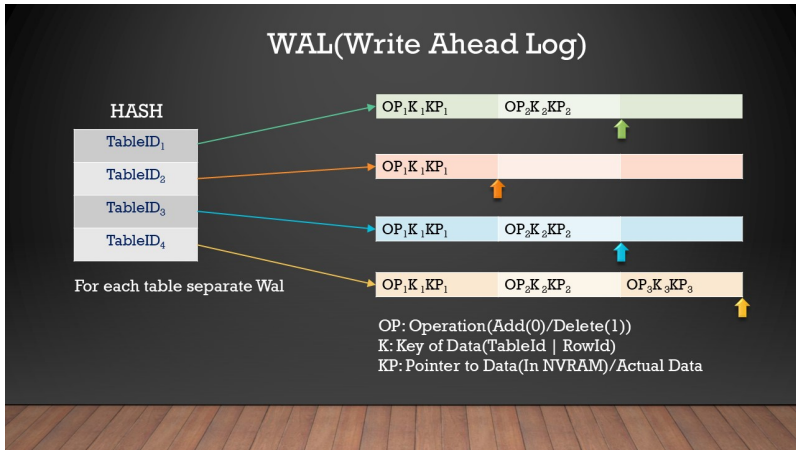 WAL(Write Ahead Log)
HASH
TableID₁
TableID₂
TableID₃
TableID₄
For each table separate Wal
OP₁K₁KP₁ OP₂K₂KP₂
OP₁K₁KP₁
OP₁K₁KP₁ OP₂K₂KP₂
OP₁K₁KP₁ OP₂K₂KP₂ OP₃K₃KP₃
OP: Operation(Add(0)/Delete(1))
K: Key of Data(TableId | RowId)
KP: Pointer to Data(In NVRAM)/Actual Data